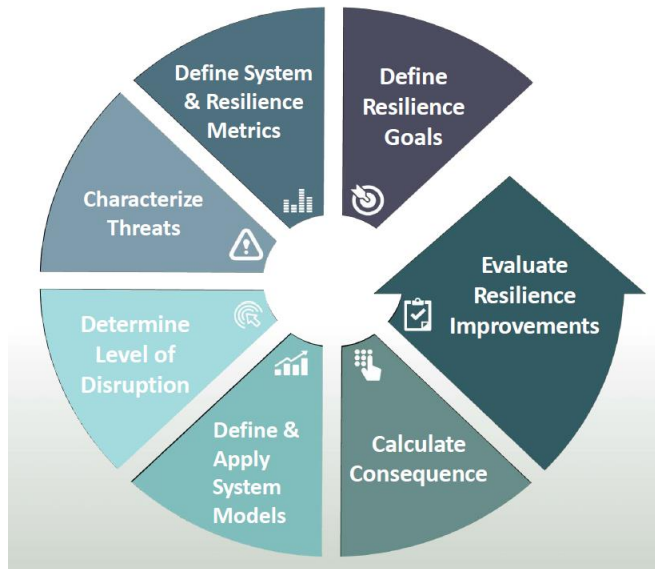 Define
Resilience
Goals
Define System
& Resilience
Metrics
Characterize
Threats
Determine
Level of
Disruption
Define &
Apply
System
Models
Calculate
Consequence
Evaluate
Resilience
Improvements